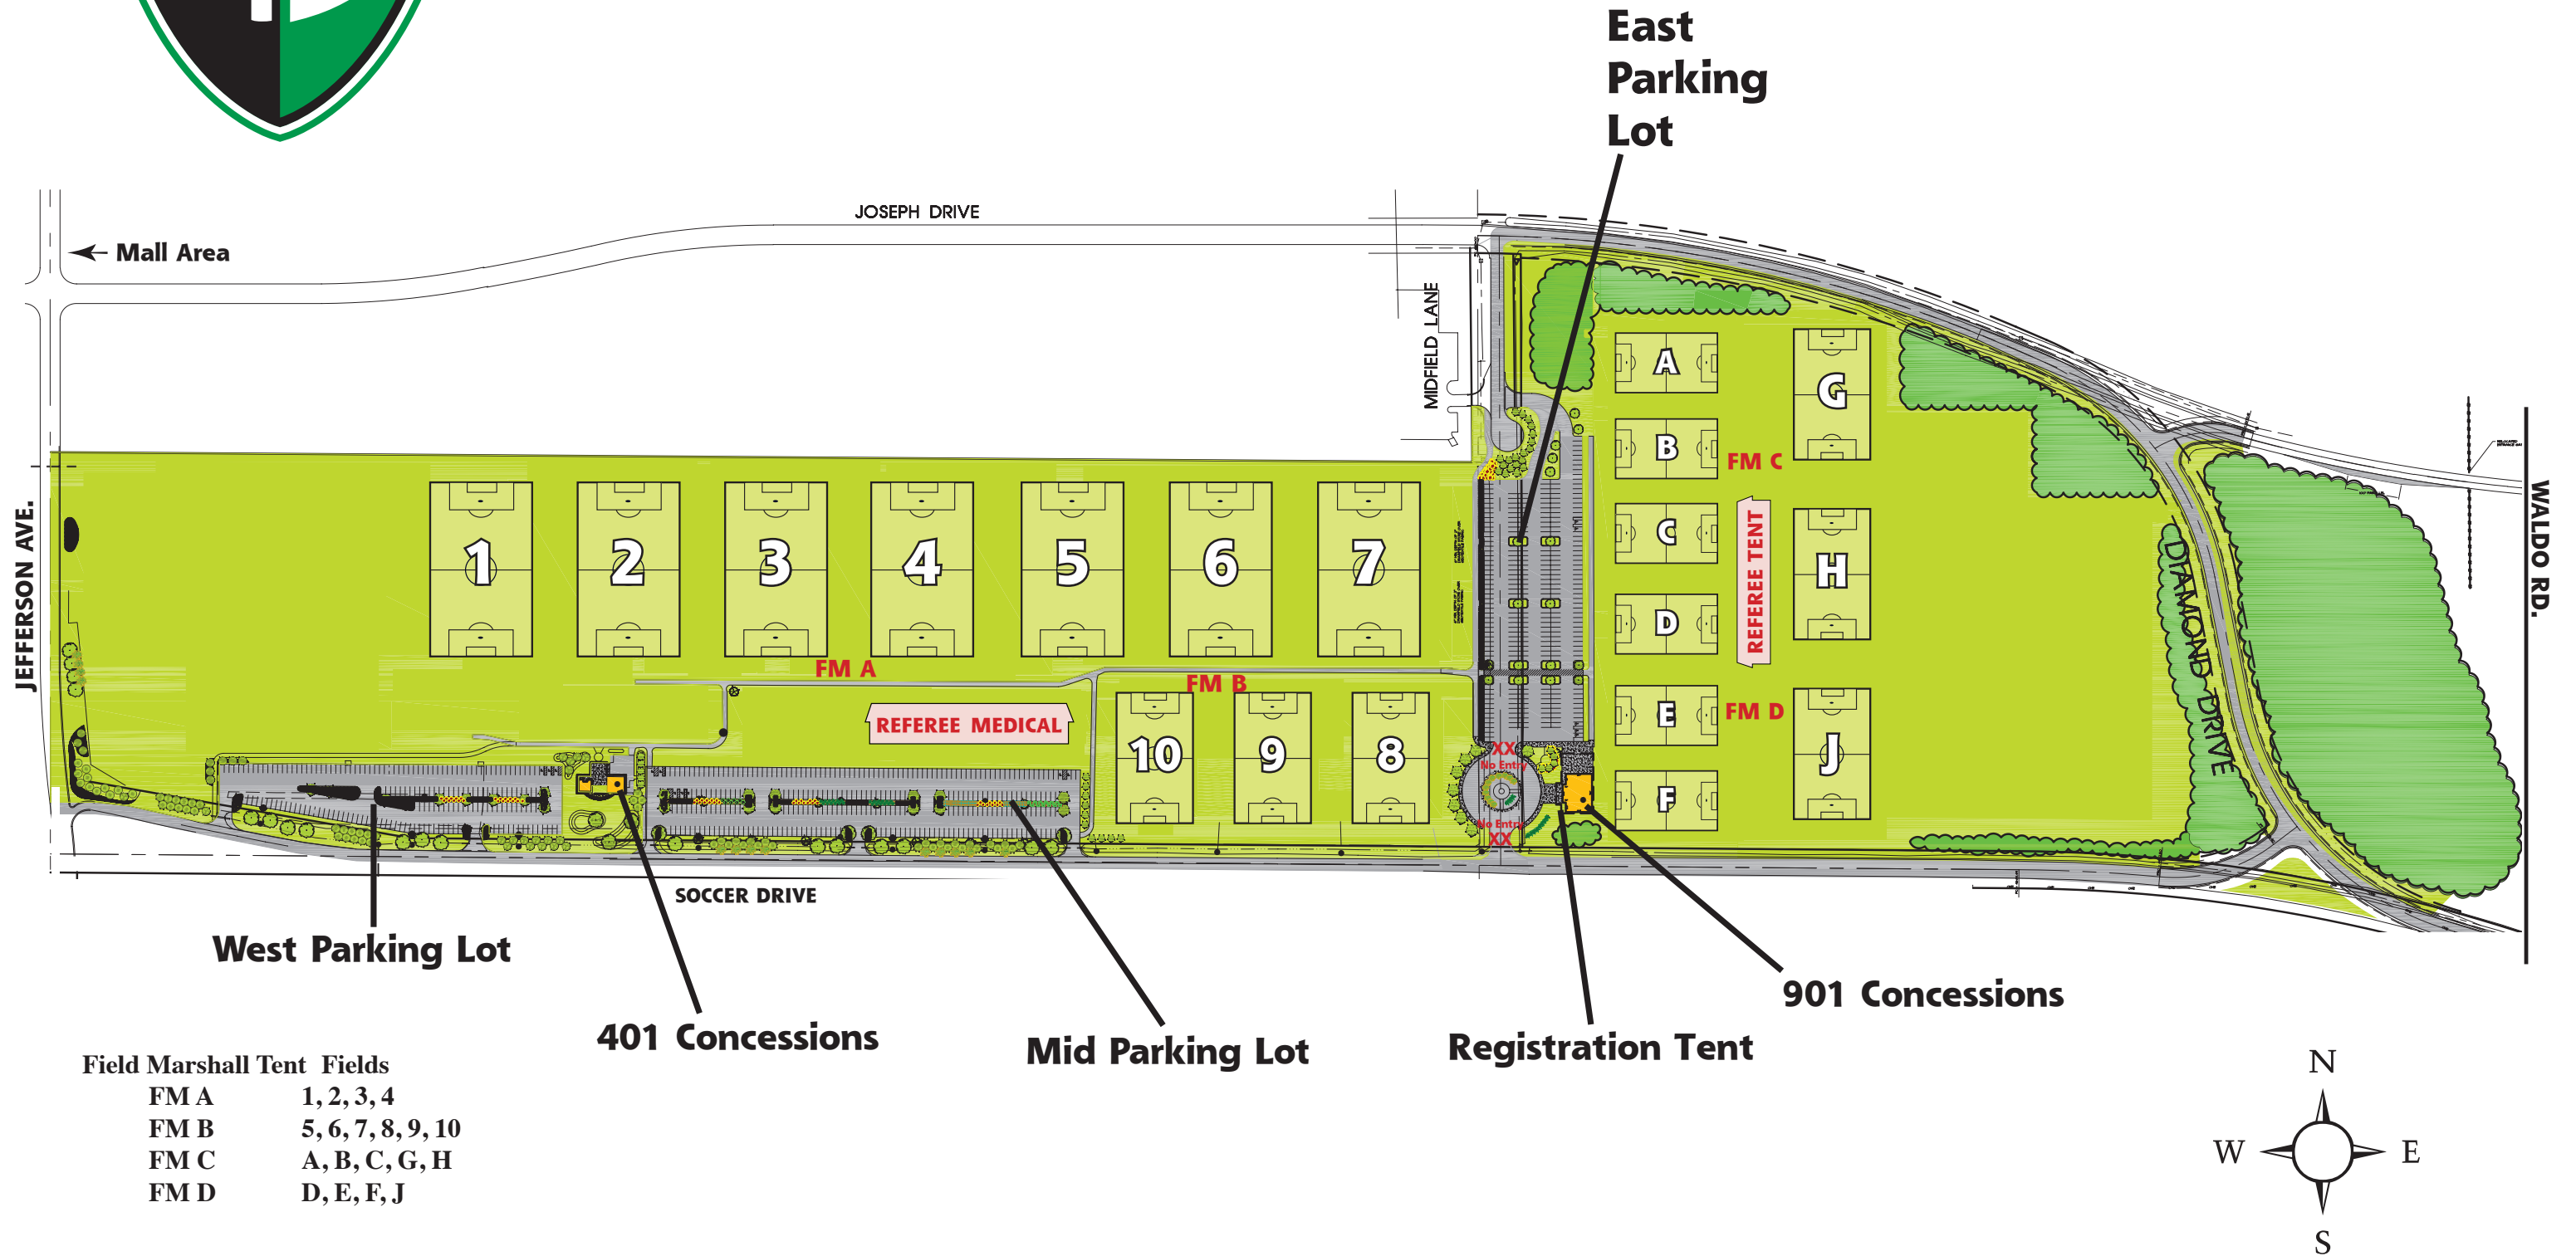 East
Parking
Lot
JOSEPH DRIVE
Mall Area
MIDFIELD LANE
A
G
B
FM C
JEFFERSON AVE.
1
2
3
4
5
6
7
C
REFEREE TENT
H
WALDO RD.
DIAMOND DRIVE
D
FM A
FM B
REFEREE MEDICAL
E
FM D
10
9
8
J
XX
No Entry
F
No Entry
XX
SOCCER DRIVE
West Parking Lot
401 Concessions
Mid Parking Lot
Registration Tent
901 Concessions
Field Marshall Tent Fields
FM A 1, 2, 3, 4
FM B 5, 6, 7, 8, 9, 10
FM C A, B, C, G, H
FM D D, E, F, J
N
W E
S